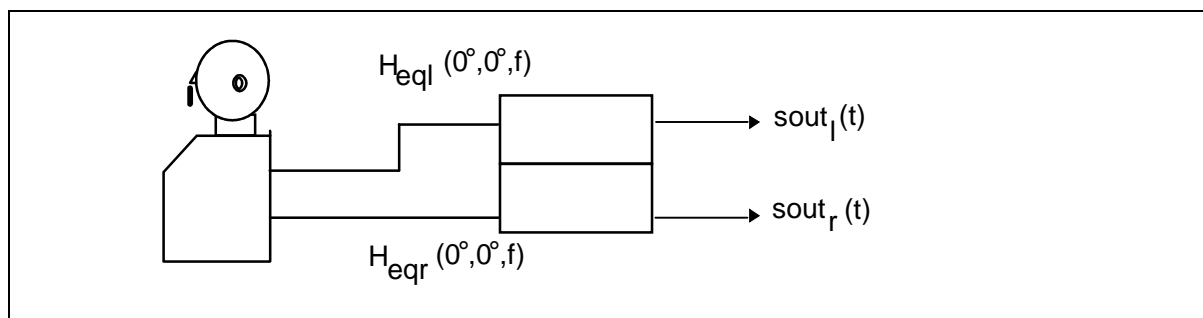 H_eql (0°,0°,f)
sout_l (t)
sout_r (t)
H_eqr (0°,0°,f)